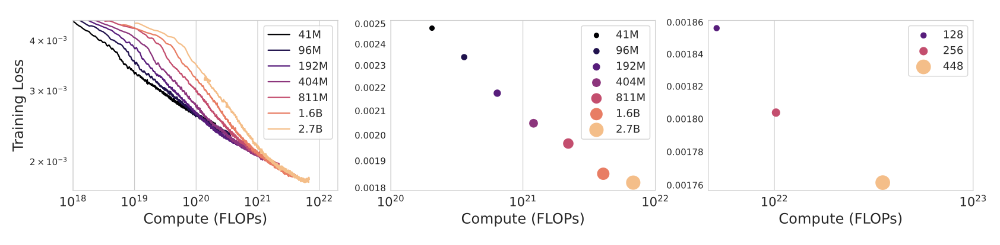 Training Loss
4 × 10⁻³
3 × 10⁻³
2 × 10⁻³
10¹⁸ 10¹⁹ 10²⁰ 10²¹ 10²²
Compute (FLOPs)
41M
96M
192M
404M
811M
1.6B
2.7B
0.0025
0.0024
0.0023
0.0022
0.0021
0.0020
0.0019
0.0018
10²⁰ 10²¹ 10²²
Compute (FLOPs)
41M
96M
192M
404M
811M
1.6B
2.7B
0.00186
0.00184
0.00182
0.00180
0.00178
0.00176
10²² 10²³
Compute (FLOPs)
128
256
448